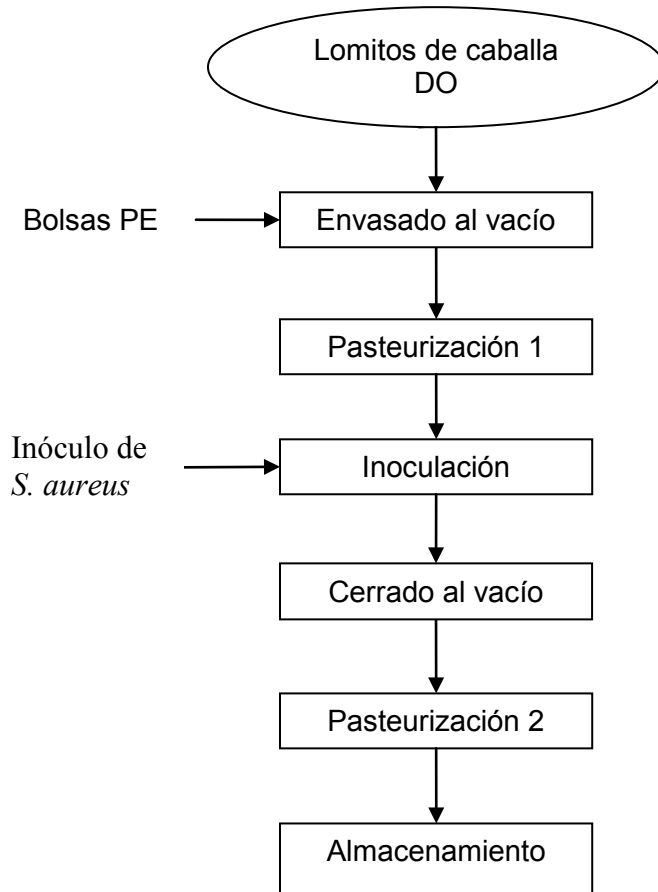 Lomitos de caballa
DO
Bolsas PE
Envasado al vacío
Pasteurización 1
Inóculo de
S. aureus
Inoculación
Cerrado al vacío
Pasteurización 2
Almacenamiento